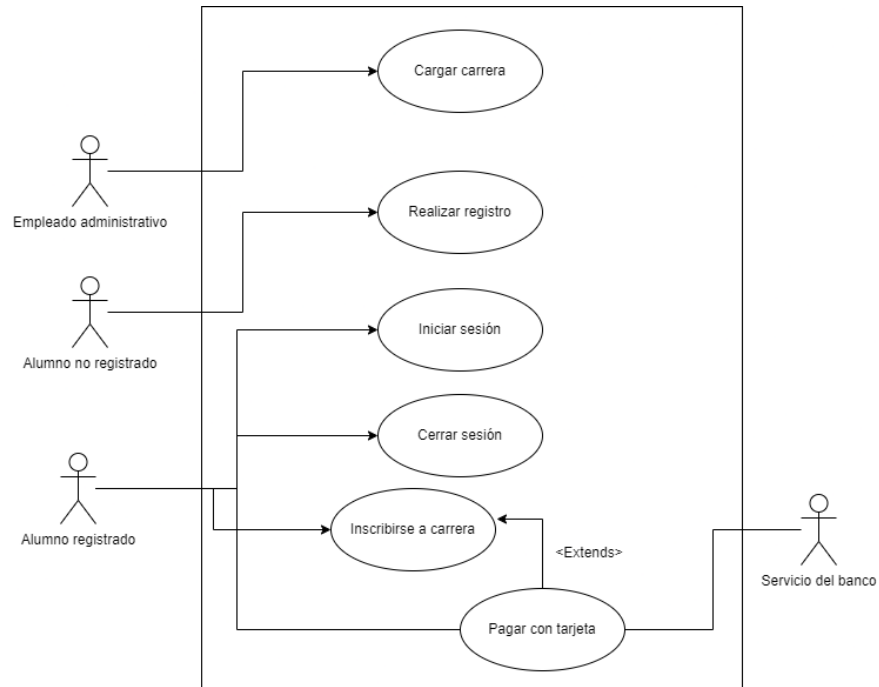 Cargar carrera
Empleado administrativo
Realizar registro
Alumno no registrado
Iniciar sesión
Cerrar sesión
Alumno registrado
Inscribirse a carrera
<Extends>
Servicio del banco
Pagar con tarjeta